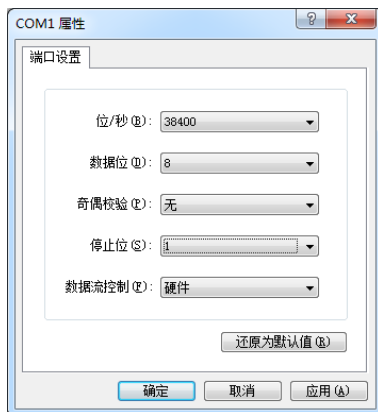 COM1 属性
端口设置
位/秒(B): 38400
数据位(D): 8
奇偶校验(P): 无
停止位(S): 1
数据流控制(F): 硬件
还原为默认值(R)
确定 取消 应用(A)